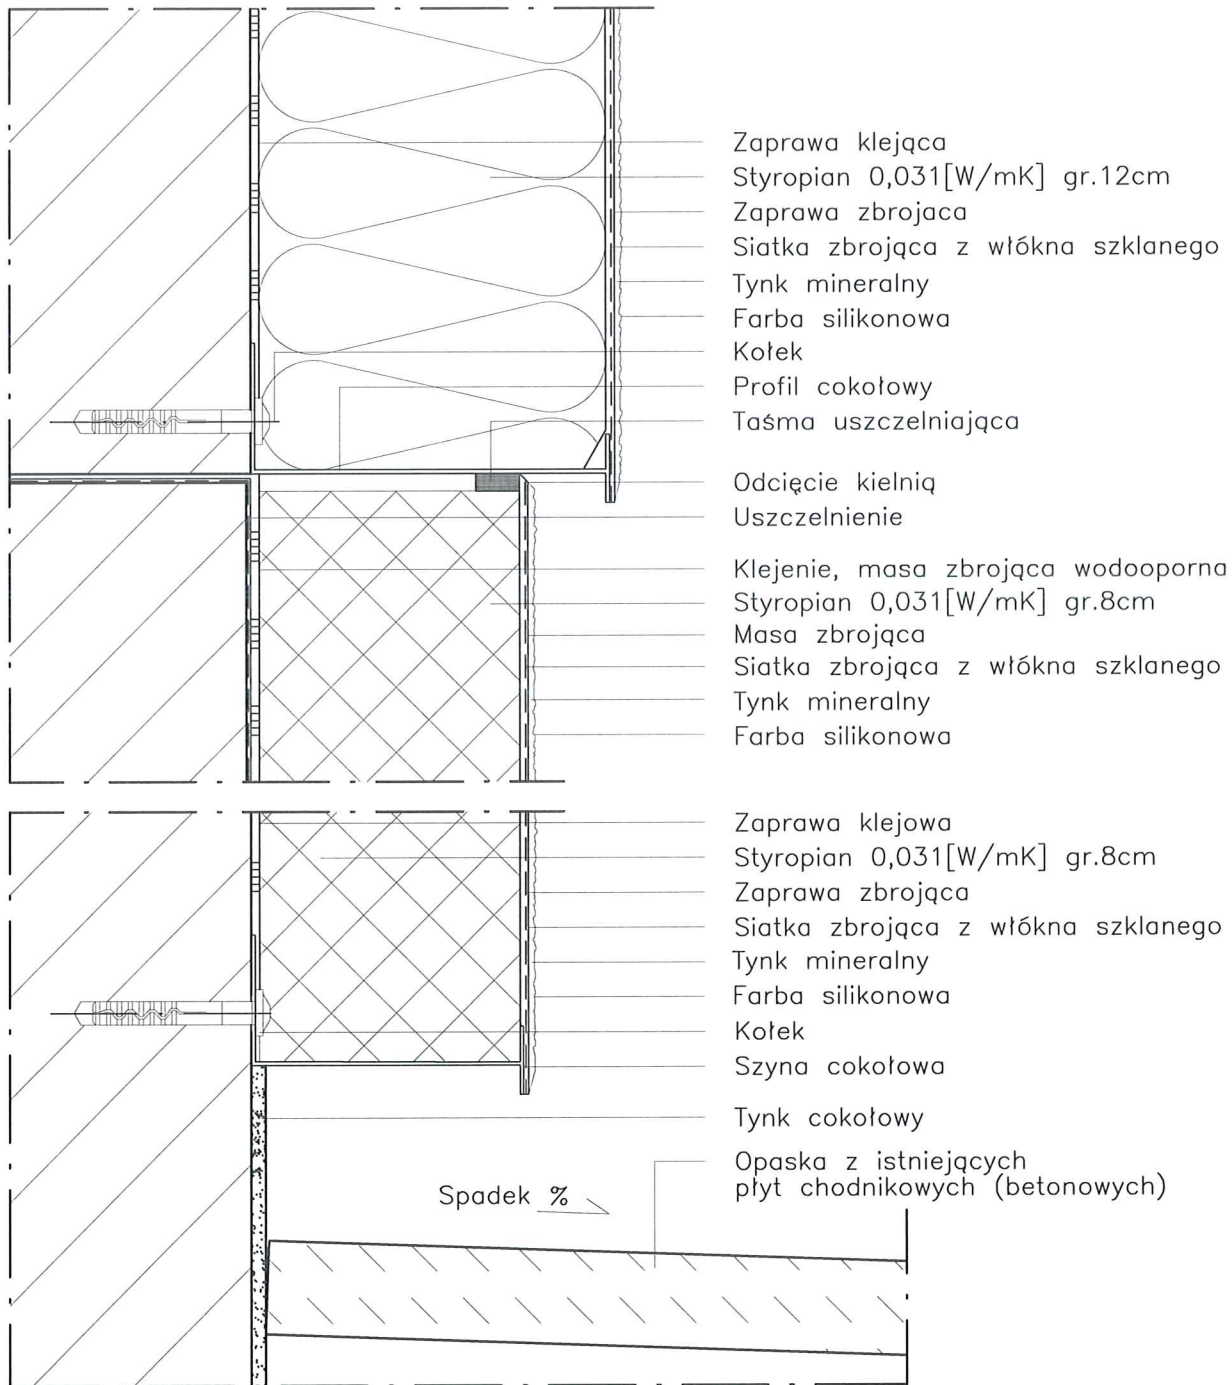 Zaprawa klejąca
Styropian 0,031[W/mK] gr.12cm
Zaprawa zbrojaca
Siatka zbrojąca z włókna szklanego
Tynk mineralny
Farba silikonowa
Kołek
Profil cokołowy
Taśma uszczelniająca
Odcięcie kielnią
Uszczelnienie
Klejenie, masa zbrojąca wodooporna
Styropian 0,031[W/mK] gr.8cm
Masa zbrojąca
Siatka zbrojąca z włókna szklanego
Tynk mineralny
Farba silikonowa
Zaprawa klejowa
Styropian 0,031[W/mK] gr.8cm
Zaprawa zbrojąca
Siatka zbrojąca z włókna szklanego
Tynk mineralny
Farba silikonowa
Kołek
Szyna cokołowa
Tynk cokołowy
Opaska z istniejących
płyt chodnikowych (betonowych)
Spadek %